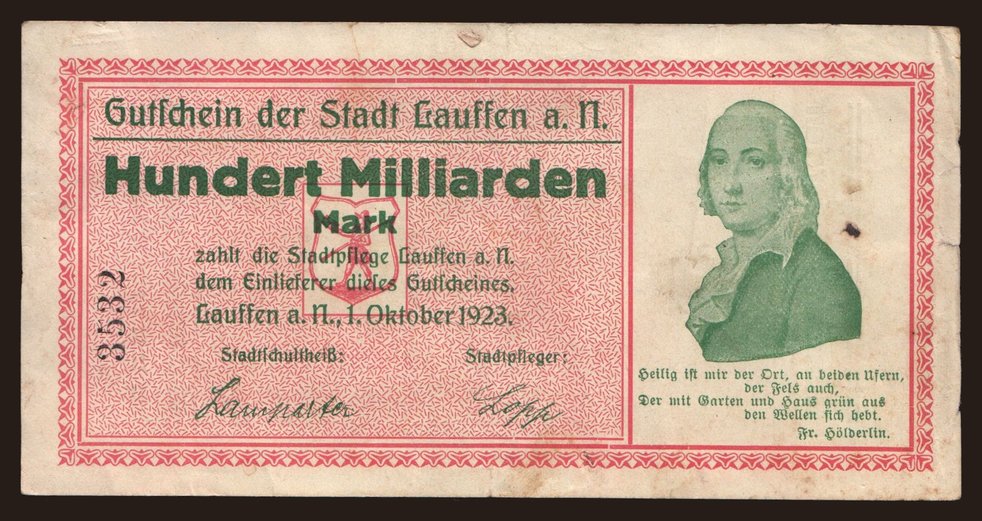 Gutschein der Stadt Lauffen a. N.
Hundert Milliarden
Mark
zahlt die Stadtpflege Lauffen a. N.
dem Einlieferer dieses Gutscheines.
Lauffen a. N., 1. Oktober 1923.
Stadtschultheiß: Stadtpfleger:
Lamparter Lopp
3532
Heilig ist mir der Ort, an beiden Ufern,
der Fels auch,
Der mit Garten und Haus grün aus
den Wellen sich hebt.
Fr. Hölderlin.